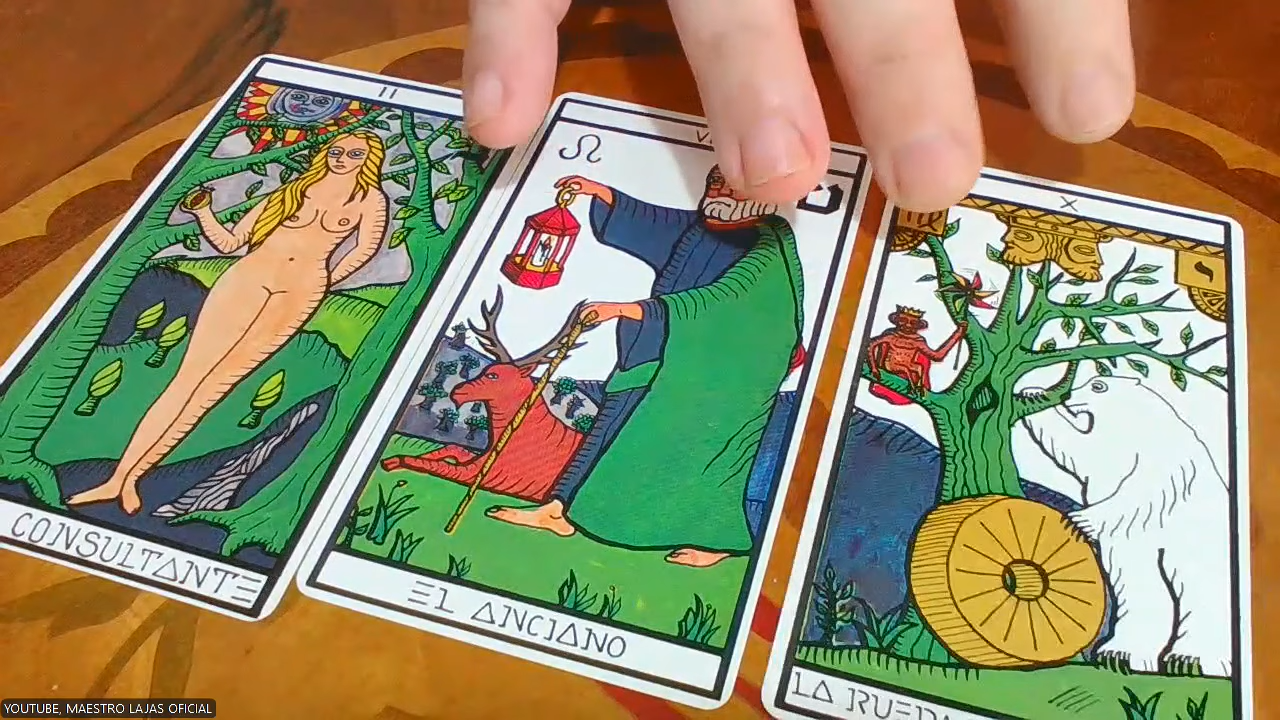 II
CONSULTANTE
EL ANCIANO
X
YOUTUBE, MAESTRO LAJAS OFICIAL